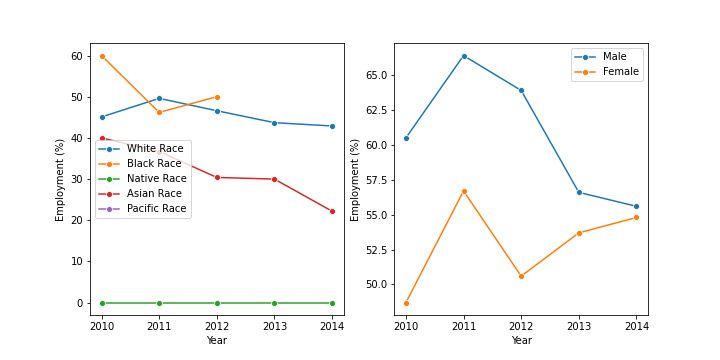 60
50
40
30
20
10
0
Employment (%)
White Race
Black Race
Native Race
Asian Race
Pacific Race
2010 2011 2012 2013 2014
Year
65.0
62.5
60.0
57.5
55.0
52.5
50.0
Employment (%)
Male
Female
2010 2011 2012 2013 2014
Year